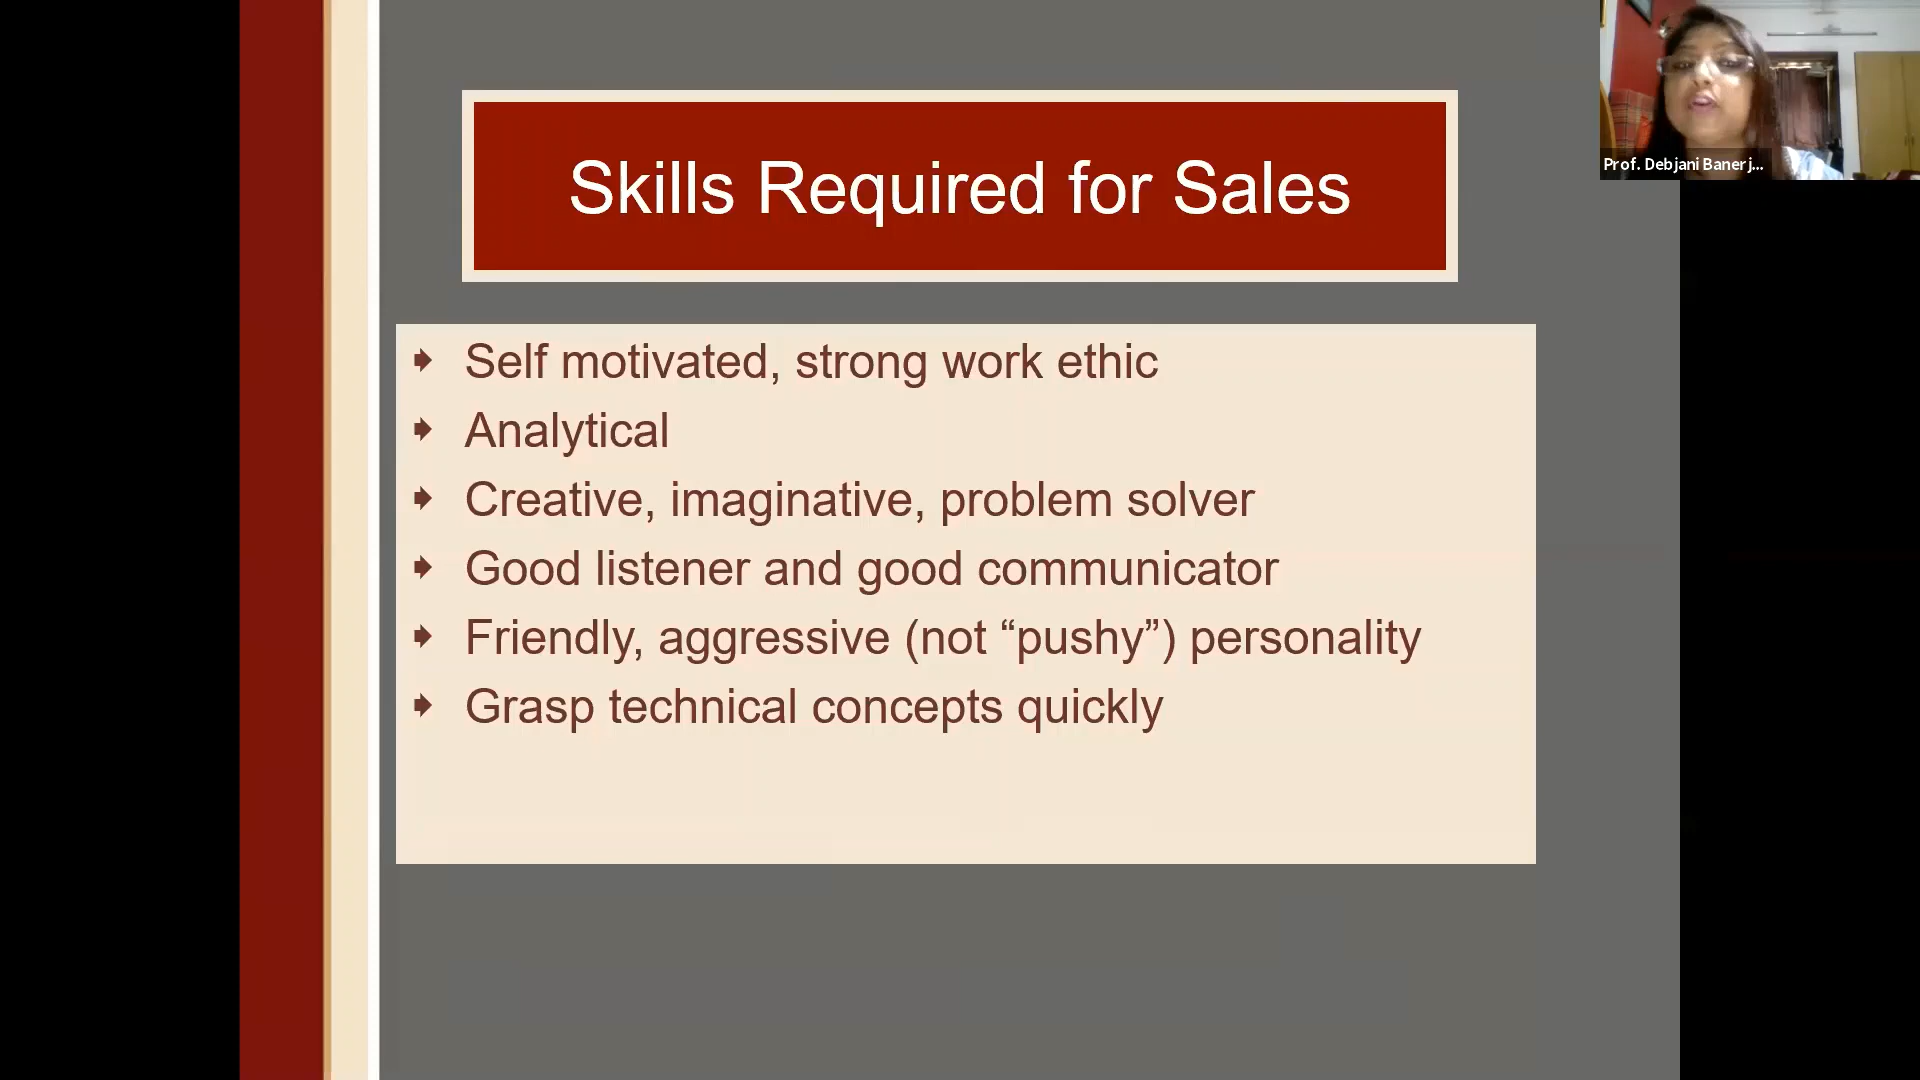 Skills Required for Sales
Self motivated, strong work ethic
Analytical
Creative, imaginative, problem solver
Good listener and good communicator
Friendly, aggressive (not “pushy”) personality
Grasp technical concepts quickly
Prof. Debjani Banerj...